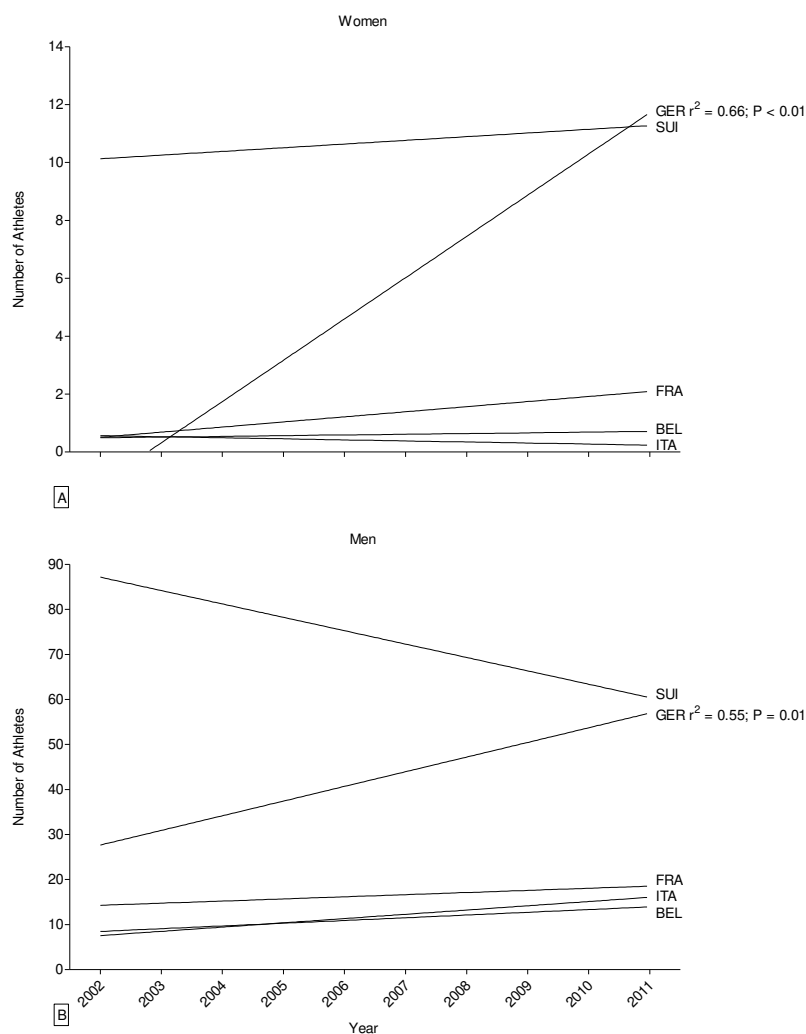 Women
14
12
10
8
6
4
2
0
Number of Athletes
GER r² = 0.66; P < 0.01
SUI
FRA
BEL
ITA
A
Men
90
80
70
60
50
40
30
20
10
0
Number of Athletes
SUI
GER r² = 0.55; P = 0.01
FRA
ITA
BEL
2002 2003 2004 2005 2006 2007 2008 2009 2010 2011
Year
B